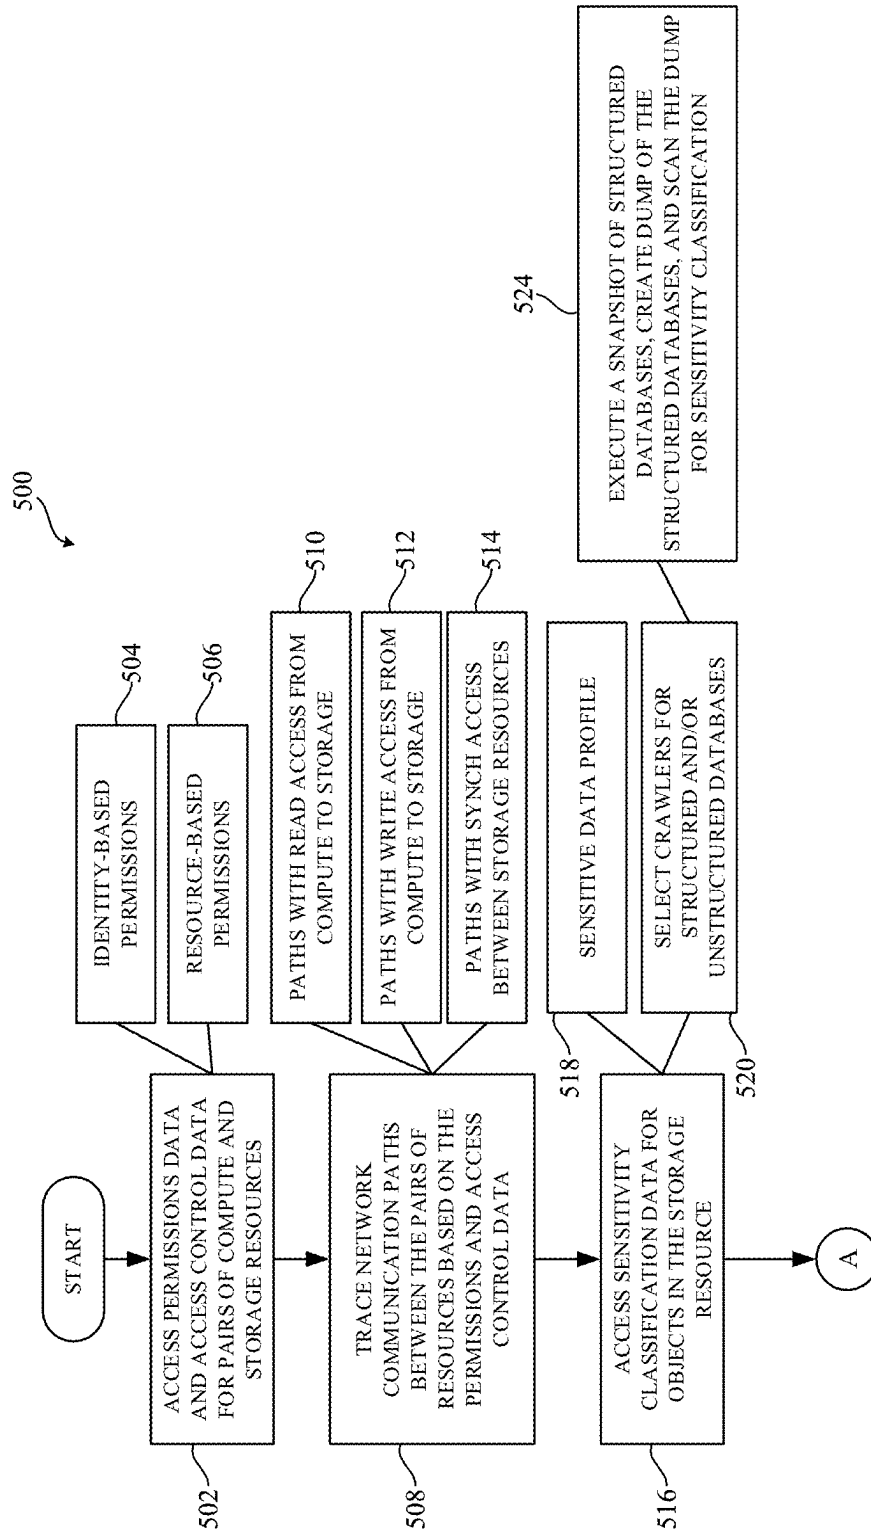 500
START
502
ACCESS PERMISSIONS DATA
AND ACCESS CONTROL DATA
FOR PAIRS OF COMPUTE AND
STORAGE RESOURCES
IDENTITY-BASED
PERMISSIONS
504
RESOURCE-BASED
PERMISSIONS
506
508
TRACE NETWORK
COMMUNICATION PATHS
BETWEEN THE PAIRS OF
RESOURCES BASED ON THE
PERMISSIONS AND ACCESS
CONTROL DATA
PATHS WITH READ ACCESS FROM
COMPUTE TO STORAGE
510
PATHS WITH WRITE ACCESS FROM
COMPUTE TO STORAGE
512
PATHS WITH SYNCH ACCESS
BETWEEN STORAGE RESOURCES
514
516
ACCESS SENSITIVITY
CLASSIFICATION DATA FOR
OBJECTS IN THE STORAGE
RESOURCE
518
SENSITIVE DATA PROFILE
520
SELECT CRAWLERS FOR
STRUCTURED AND/OR
UNSTRUCTURED DATABASES
524
EXECUTE A SNAPSHOT OF STRUCTURED
DATABASES, CREATE DUMP OF THE
STRUCTURED DATABASES, AND SCAN THE DUMP
FOR SENSITIVITY CLASSIFICATION
A